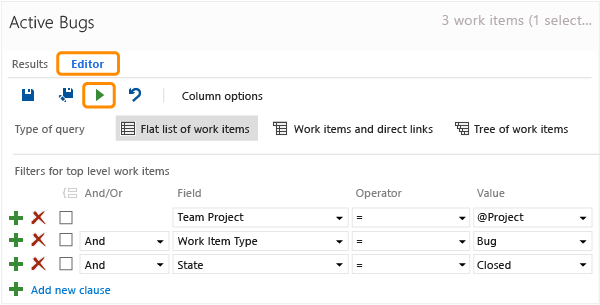 Active Bugs
3 work items (1 select...
Results Editor
Column options
Type of query Flat list of work items Work items and direct links Tree of work items
Filters for top level work items
And/Or Field Operator Value
Team Project = @Project
And Work Item Type = Bug
And State = Closed
Add new clause